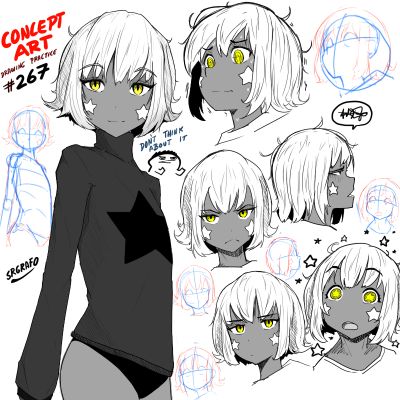 CONCEPT
ART
DRAWING PRACTICE
#267
DON'T THINK
ABOUT IT
SRGRAFO